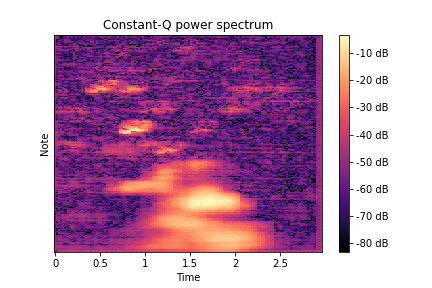 Constant-Q power spectrum
Note
-10 dB
-20 dB
-30 dB
-40 dB
-50 dB
-60 dB
-70 dB
-80 dB
0
0.5
1
1.5
2
2.5
Time